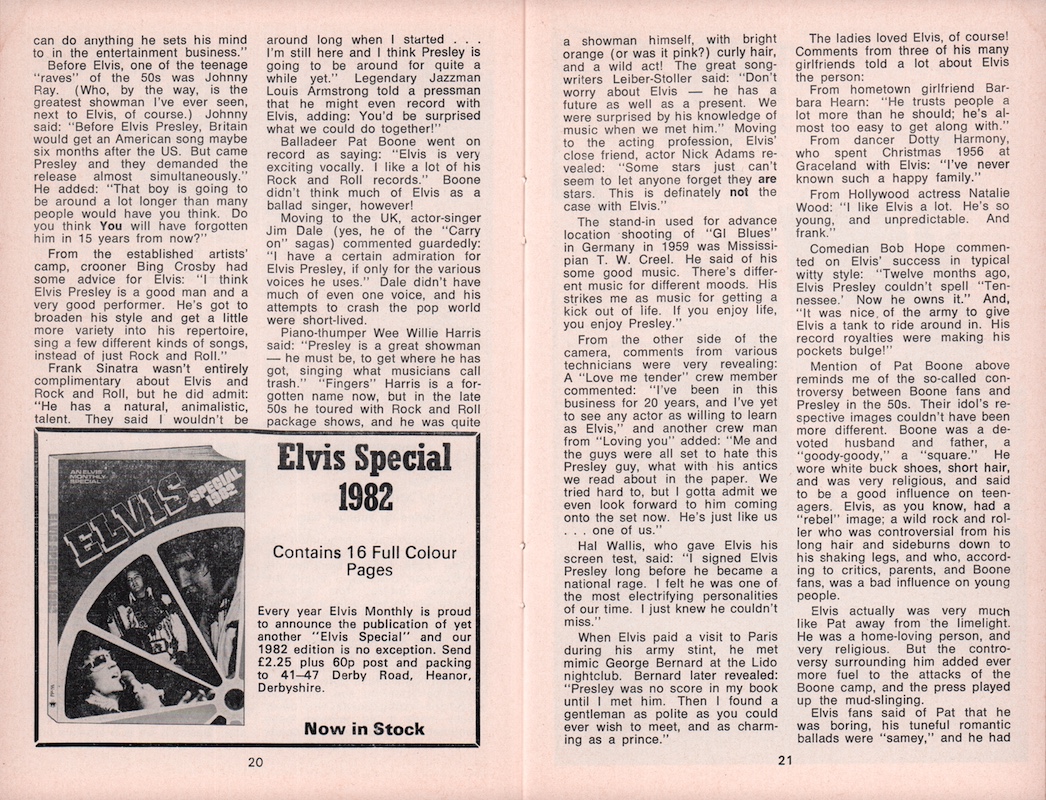 can do anything he sets his mind
to in the entertainment business."
Before Elvis, one of the teenage
"raves" of the 50s was Johnny
Ray. (Who, by the way, is the
greatest showman I've ever seen,
next to Elvis, of course.) Johnny
said: "Before Elvis Presley, Britain
would get an American song maybe
six months after the US. But came
Presley and they demanded the
release almost simultaneously."
He added: "That boy is going to
be around a lot longer than many
people would have you think. Do
you think You will have forgotten
him in 15 years from now?"
From the established artists'
camp, crooner Bing Crosby had
some advice for Elvis: "I think
Elvis Presley is a good man and a
very good performer. He's got to
broaden his style and get a little
more variety into his repertoire,
sing a few different kinds of songs,
instead of just Rock and Roll."
Frank Sinatra wasn't entirely
complimentary about Elvis and
Rock and Roll, but he did admit:
"He has a natural, animalistic,
talent. They said I wouldn't be
around long when I started . . .
I'm still here and I think Presley is
going to be around for quite a
while yet." Legendary Jazzman
Louis Armstrong told a pressman
that he might even record with
Elvis, adding: You'd be surprised
what we could do together!"
Balladeer Pat Boone went on
record as saying: "Elvis is very
exciting vocally. I like a lot of his
Rock and Roll records." Boone
didn't think much of Elvis as a
ballad singer, however!
Moving to the UK, actor-singer
Jim Dale (yes, he of the "Carry
on" sagas) commented guardedly:
"I have a certain admiration for
Elvis Presley, if only for the various
voices he uses." Dale didn't have
much of even one voice, and his
attempts to crash the pop world
were short-lived.
Piano-thumper Wee Willie Harris
said: "Presley is a great showman
— he must be, to get where he has
got, singing what musicians call
trash." "Fingers" Harris is a for-
gotten name now, but in the late
50s he toured with Rock and Roll
package shows, and he was quite
AN ELVIS
MONTHLY
SPECIAL
ELVIS
SPECIAL
1982
Elvis Special
1982
Contains 16 Full Colour
Pages
Every year Elvis Monthly is proud
to announce the publication of yet
another "Elvis Special" and our
1982 edition is no exception. Send
£2.25 plus 60p post and packing
to 41—47 Derby Road, Heanor,
Derbyshire.
Now in Stock
20
a showman himself, with bright
orange (or was it pink?) curly hair,
and a wild act! The great song-
writers Leiber-Stoller said: "Don't
worry about Elvis — he has a
future as well as a present. We
were surprised by his knowledge of
music when we met him." Moving
to the acting profession, Elvis'
close friend, actor Nick Adams re-
vealed: "Some stars just can't
seem to let anyone forget they are
stars. This is definately not the
case with Elvis."
The stand-in used for advance
location shooting of "GI Blues"
in Germany in 1959 was Mississi-
pian T. W. Creel. He said of his
some good music. There's differ-
ent music for different moods. His
strikes me as music for getting a
kick out of life. If you enjoy life,
you enjoy Presley."
From the other side of the
camera, comments from various
technicians were very revealing:
A "Love me tender" crew member
commented: "I've been in this
business for 20 years, and I've yet
to see any actor as willing to learn
as Elvis," and another crew man
from "Loving you" added: "Me and
the guys were all set to hate this
Presley guy, what with his antics
we read about in the paper. We
tried hard to, but I gotta admit we
even look forward to him coming
onto the set now. He's just like us
. . . one of us."
Hal Wallis, who gave Elvis his
screen test, said: "I signed Elvis
Presley long before he became a
national rage. I felt he was one of
the most electrifying personalities
of our time. I just knew he couldn't
miss."
When Elvis paid a visit to Paris
during his army stint, he met
mimic George Bernard at the Lido
nightclub. Bernard later revealed:
"Presley was no score in my book
until I met him. Then I found a
gentleman as polite as you could
ever wish to meet, and as charm-
ing as a prince."
The ladies loved Elvis, of course!
Comments from three of his many
girlfriends told a lot about Elvis
the person:
From hometown girlfriend Bar-
bara Hearn: "He trusts people a
lot more than he should; he's al-
most too easy to get along with."
From dancer Dotty Harmony,
who spent Christmas 1956 at
Graceland with Elvis: "I've never
known such a happy family."
From Hollywood actress Natalie
Wood: "I like Elvis a lot. He's so
young, and unpredictable. And
frank."
Comedian Bob Hope commen-
ted on Elvis' success in typical
witty style: "Twelve months ago,
Elvis Presley couldn't spell "Ten-
nessee.' Now he owns it." And,
"It was nice of the army to give
Elvis a tank to ride around in. His
record royalties were making his
pockets bulge!"
Mention of Pat Boone above
reminds me of the so-called con-
troversy between Boone fans and
Presley in the 50s. Their idol's re-
spective images couldn't have been
more different. Boone was a de-
voted husband and father, a
"goody-goody," a "square." He
wore white buck shoes, short hair,
and was very religious, and said
to be a good influence on teen-
agers. Elvis, as you know, had a
"rebel" image; a wild rock and rol-
ler who was controversial from his
long hair and sideburns down to
his shaking legs, and who, accord-
ing to critics, parents, and Boone
fans, was a bad influence on young
people.
Elvis actually was very much
like Pat away from the limelight.
He was a home-loving person, and
very religious. But the contro-
versy surrounding him added ever
more fuel to the attacks of the
Boone camp, and the press played
up the mud-slinging.
Elvis fans said of Pat that he
was boring, his tuneful romantic
ballads were "samey," and he had
21